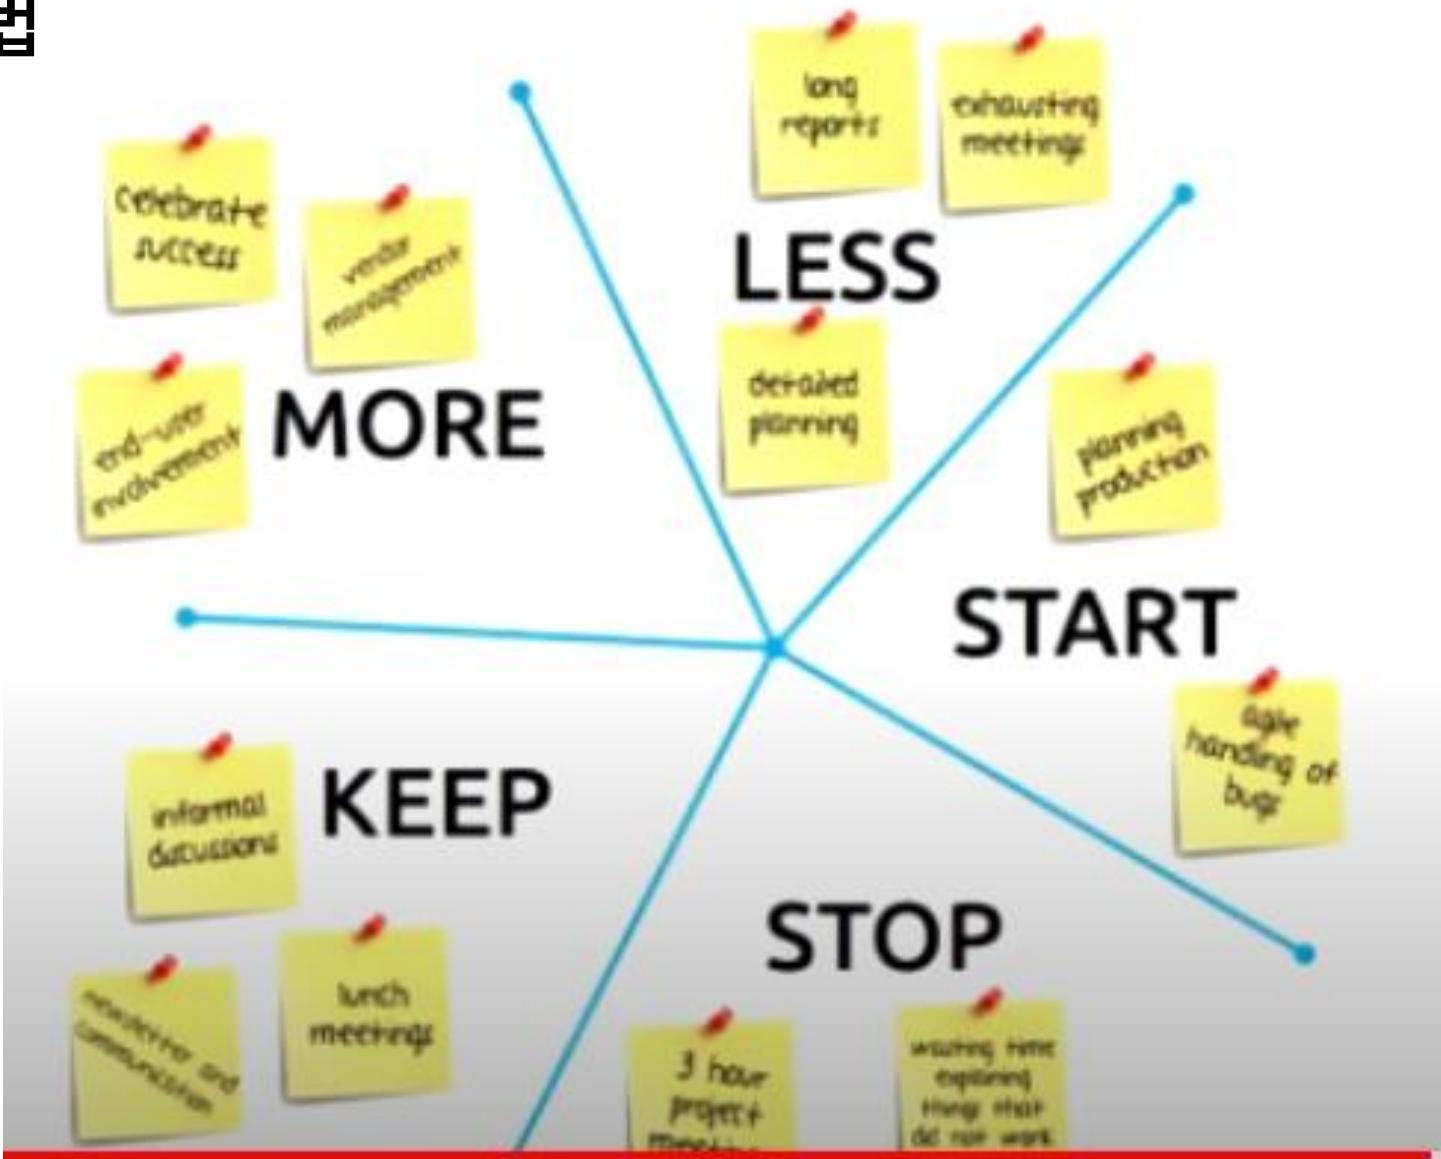 long
reports
exhausting
meetings
celebrate
success
vendor
management
LESS
detailed
planning
end-user
involvement
MORE
planning
production
START
agile
handling of
bugs
informal
discussions
KEEP
STOP
newsletter and
communication
lunch
meetings
3 hour
project
wasting time
explaining
things that
do not work